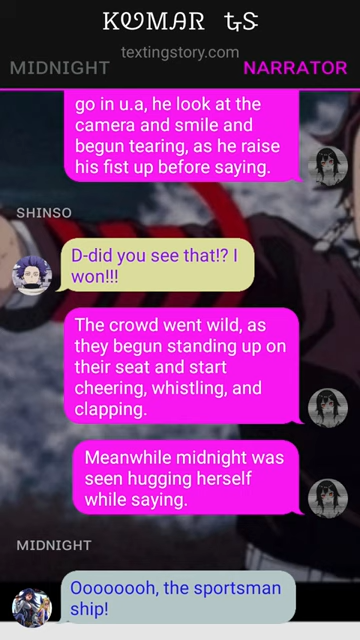 KUMAR TS
textingstory.com
MIDNIGHT NARRATOR
go in u.a, he look at the
camera and smile and
begun tearing, as he raise
his fist up before saying.
SHINSO
D-did you see that!? I
won!!!
The crowd went wild, as
they begun standing up on
their seat and start
cheering, whistling, and
clapping.
Meanwhile midnight was
seen hugging herself
while saying.
MIDNIGHT
Oooooooh, the sportsman
ship!